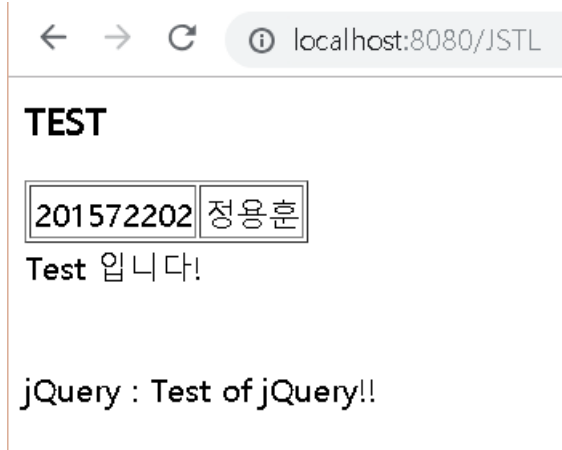 localhost:8080/JSTL
TEST
201572202 정용훈
Test 입니다!
jQuery : Test of jQuery!!